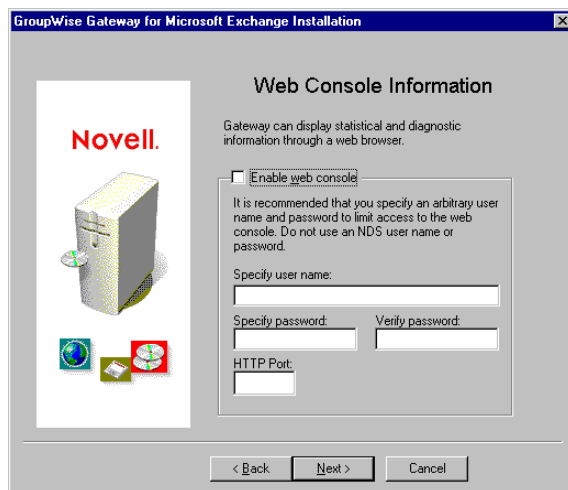 GroupWise Gateway for Microsoft Exchange Installation
Novell.
Web Console Information
Gateway can display statistical and diagnostic
information through a web browser.
Enable web console
It is recommended that you specify an arbitrary user
name and password to limit access to the web
console. Do not use an NDS user name or
password.
Specify user name:
Specify password: Verify password:
HTTP Port:
< Back Next > Cancel